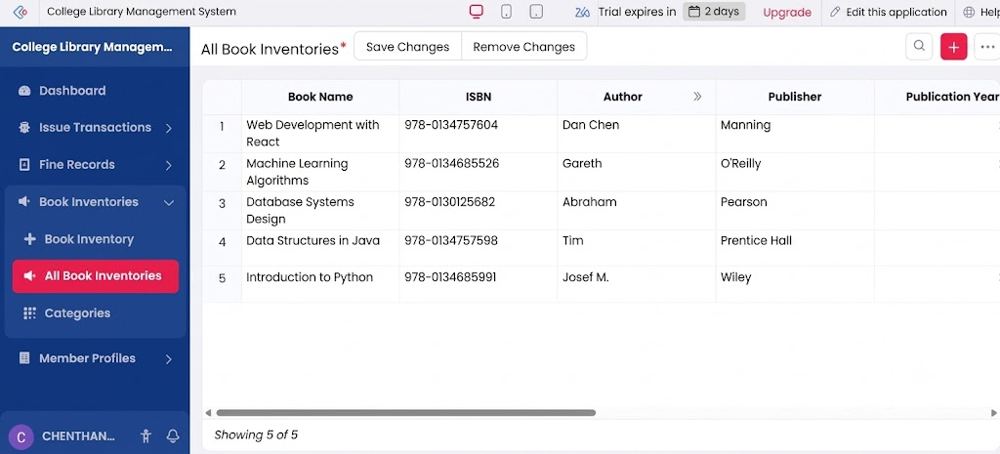 College Library Management System
Trial expires in 2 days Upgrade Edit this application
College Library Managem...
All Book Inventories* Save Changes Remove Changes
Dashboard
Issue Transactions
Fine Records
Book Inventories
Book Inventory
All Book Inventories
Categories
Member Profiles
C CHENTHAN...
Book Name ISBN Author Publisher Publication Year
1 Web Development with React 978-0134757604 Dan Chen Manning
2 Machine Learning Algorithms 978-0134685526 Gareth O'Reilly
3 Database Systems Design 978-0130125682 Abraham Pearson
4 Data Structures in Java 978-0134757598 Tim Prentice Hall
5 Introduction to Python 978-0134685991 Josef M. Wiley
Showing 5 of 5